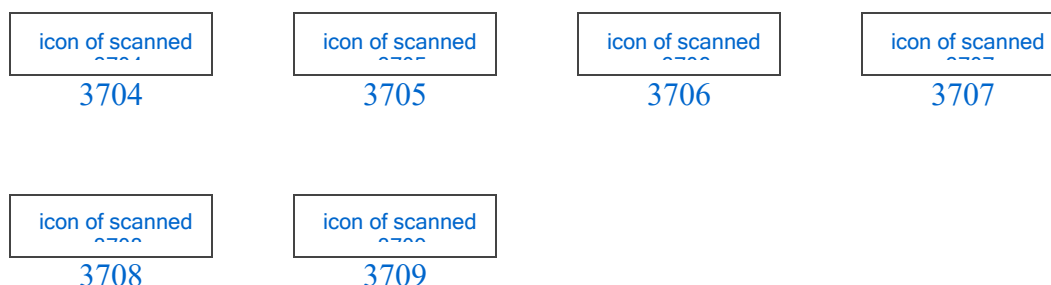 icon of scanned
icon of scanned
icon of scanned
icon of scanned
3704
3705
3706
3707
icon of scanned
icon of scanned
3708
3709